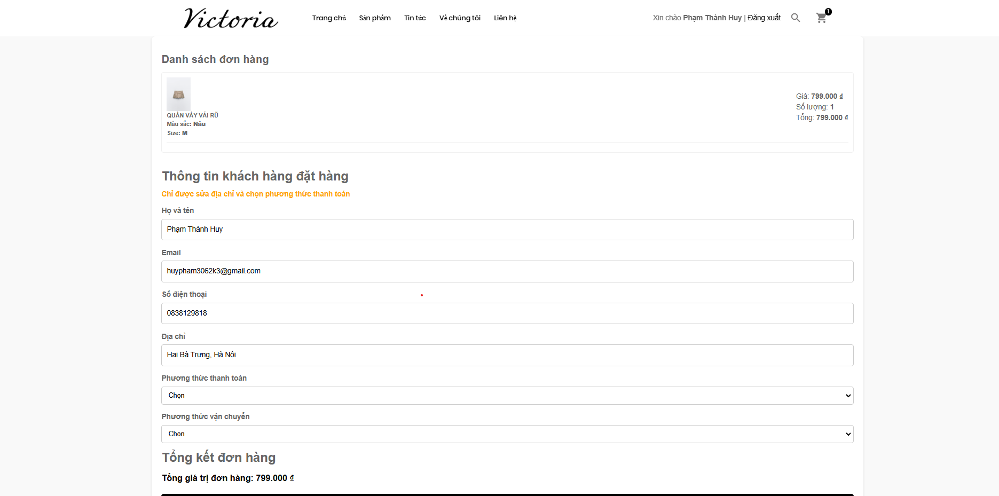 Victoria
Trang chủ Sản phẩm Tin tức Về chúng tôi Liên hệ
Xin chào Phạm Thành Huy | Đăng xuất
1
Danh sách đơn hàng
QUẦN VÁY VẢI RŨ
Màu sắc: Nâu
Size: M
Giá: 799.000 ₫
Số lượng: 1
Tổng: 799.000 ₫
Thông tin khách hàng đặt hàng
Chỉ được sửa địa chỉ và chọn phương thức thanh toán
Họ và tên
Phạm Thành Huy
Email
huypham3062k3@gmail.com
Số điện thoại
0838129818
Địa chỉ
Hai Bà Trưng, Hà Nội
Phương thức thanh toán
Chọn
Phương thức vận chuyển
Chọn
Tổng kết đơn hàng
Tổng giá trị đơn hàng: 799.000 ₫